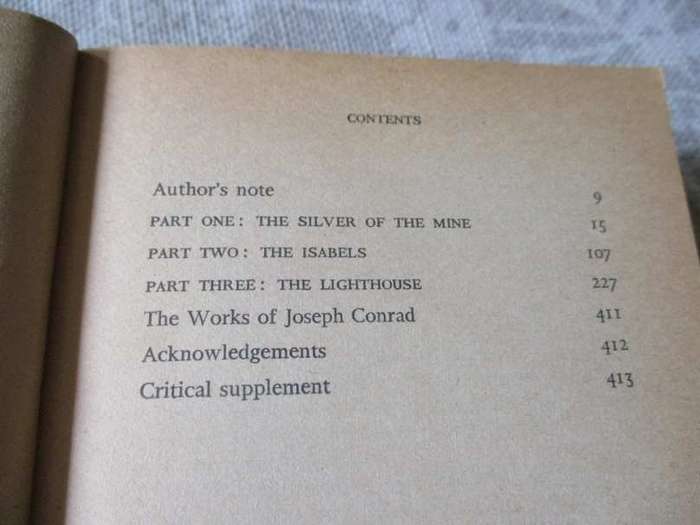 CONTENTS
Author's note 9
PART ONE: THE SILVER OF THE MINE 15
PART TWO: THE ISABELS 107
PART THREE: THE LIGHTHOUSE 227
The Works of Joseph Conrad 411
Acknowledgements 412
Critical supplement 413